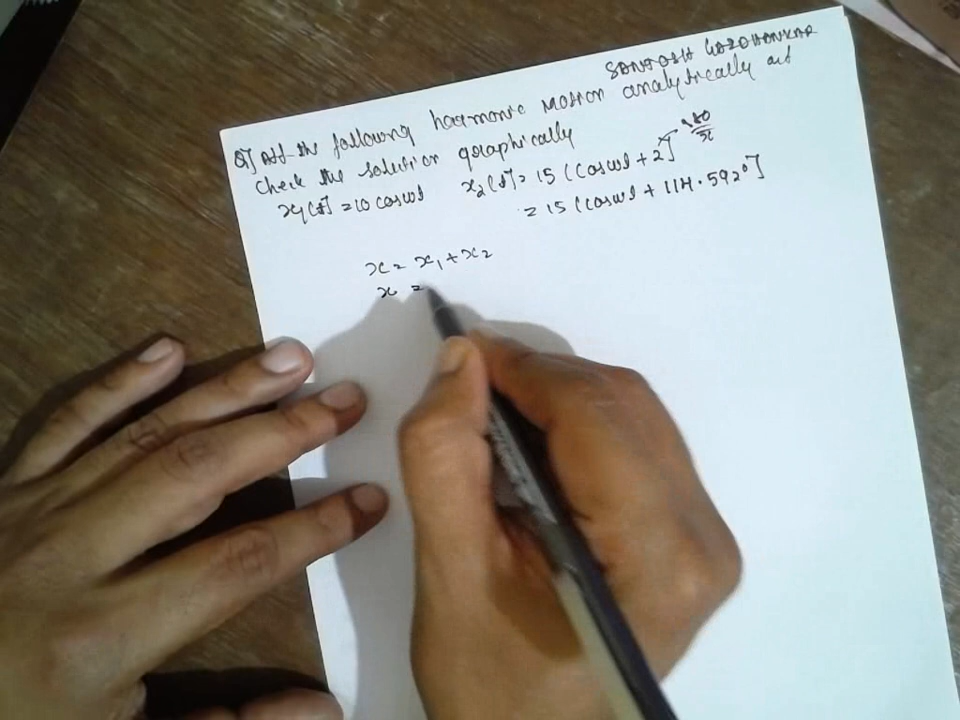 SANTOSH
Q] Add the following harmonic Motion analytically and
check the solution graphically
x₁(t) = 10 cosωt x₂(t) = 15 (cosωt + 2) × 180/π
= 15 (cosωt + 114.592°)
x = x₁ + x₂
x =